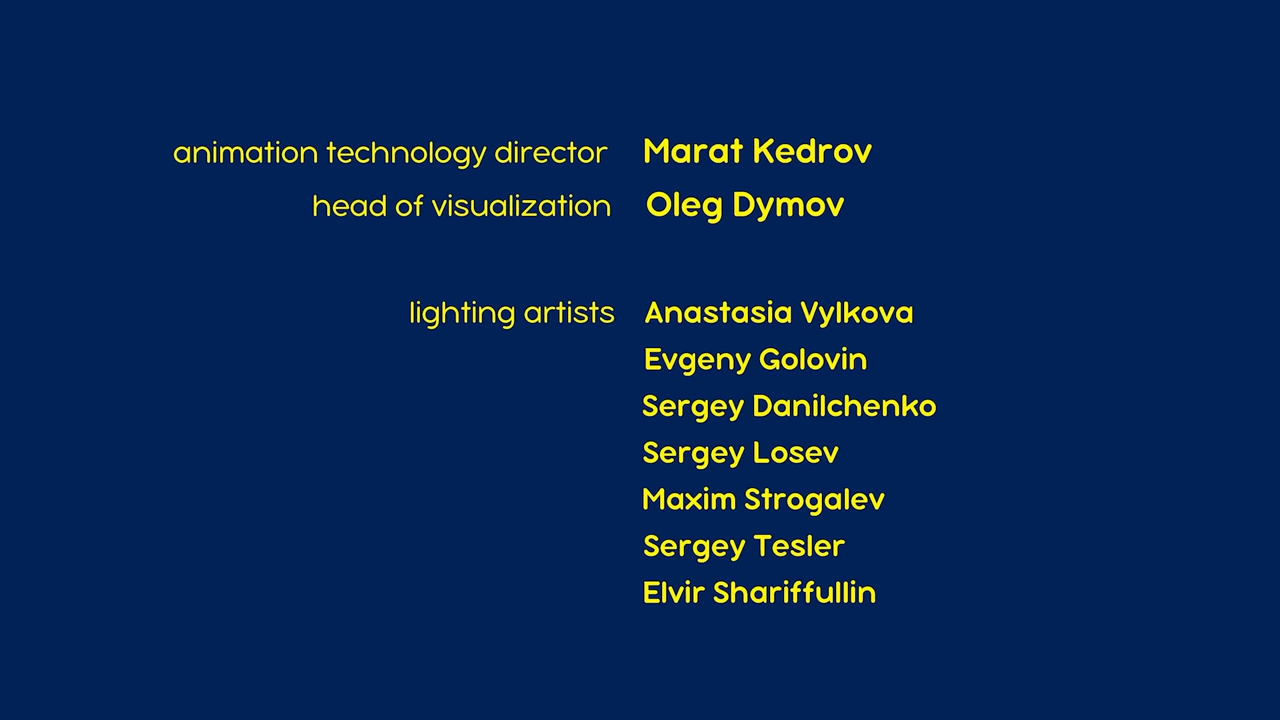 animation technology director Marat Kedrov
head of visualization Oleg Dymov
lighting artists Anastasia Vylkova
Evgeny Golovin
Sergey Danilchenko
Sergey Losev
Maxim Strogalev
Sergey Tesler
Elvir Shariffullin